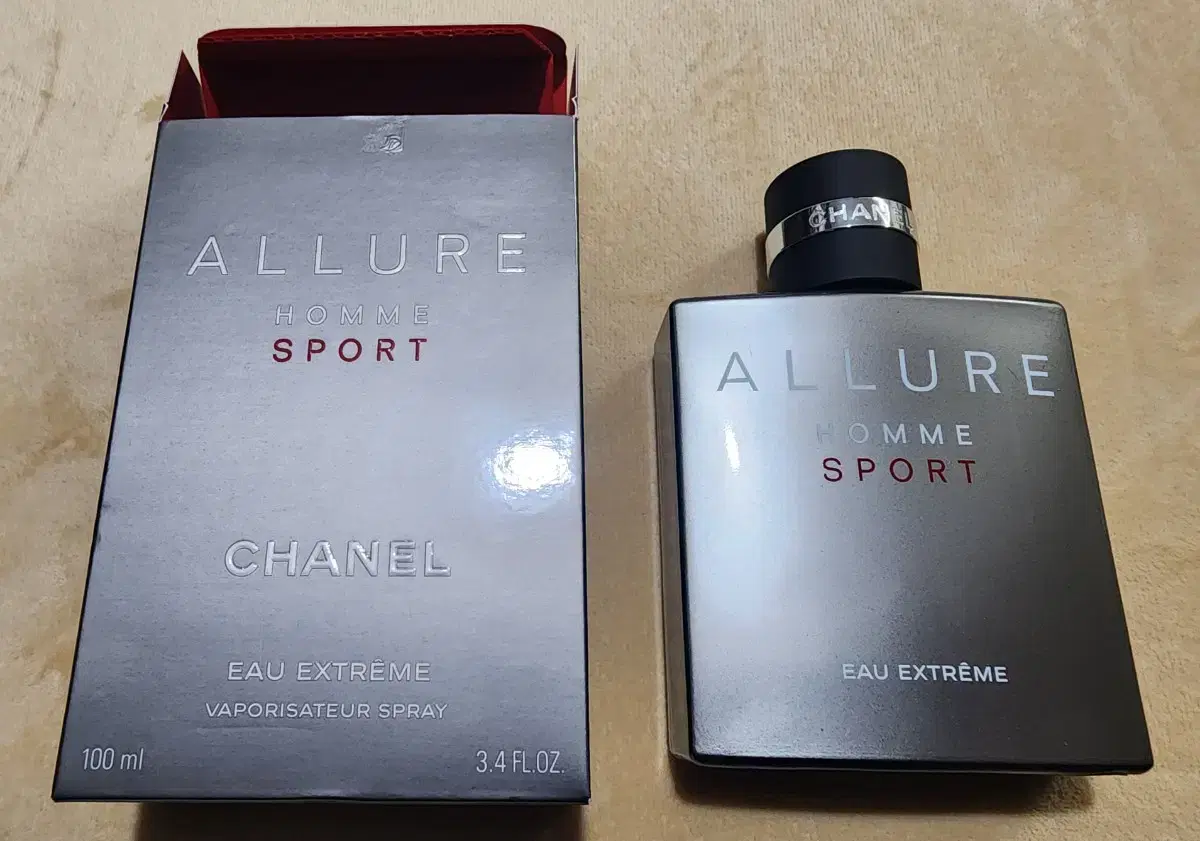 ALLURE
HOMME
SPORT
CHANEL
EAU EXTRÊME
VAPORISATEUR SPRAY
100 ml
3.4 FL.OZ.
CHANEL
ALLURE
HOMME
SPORT
EAU EXTRÊME